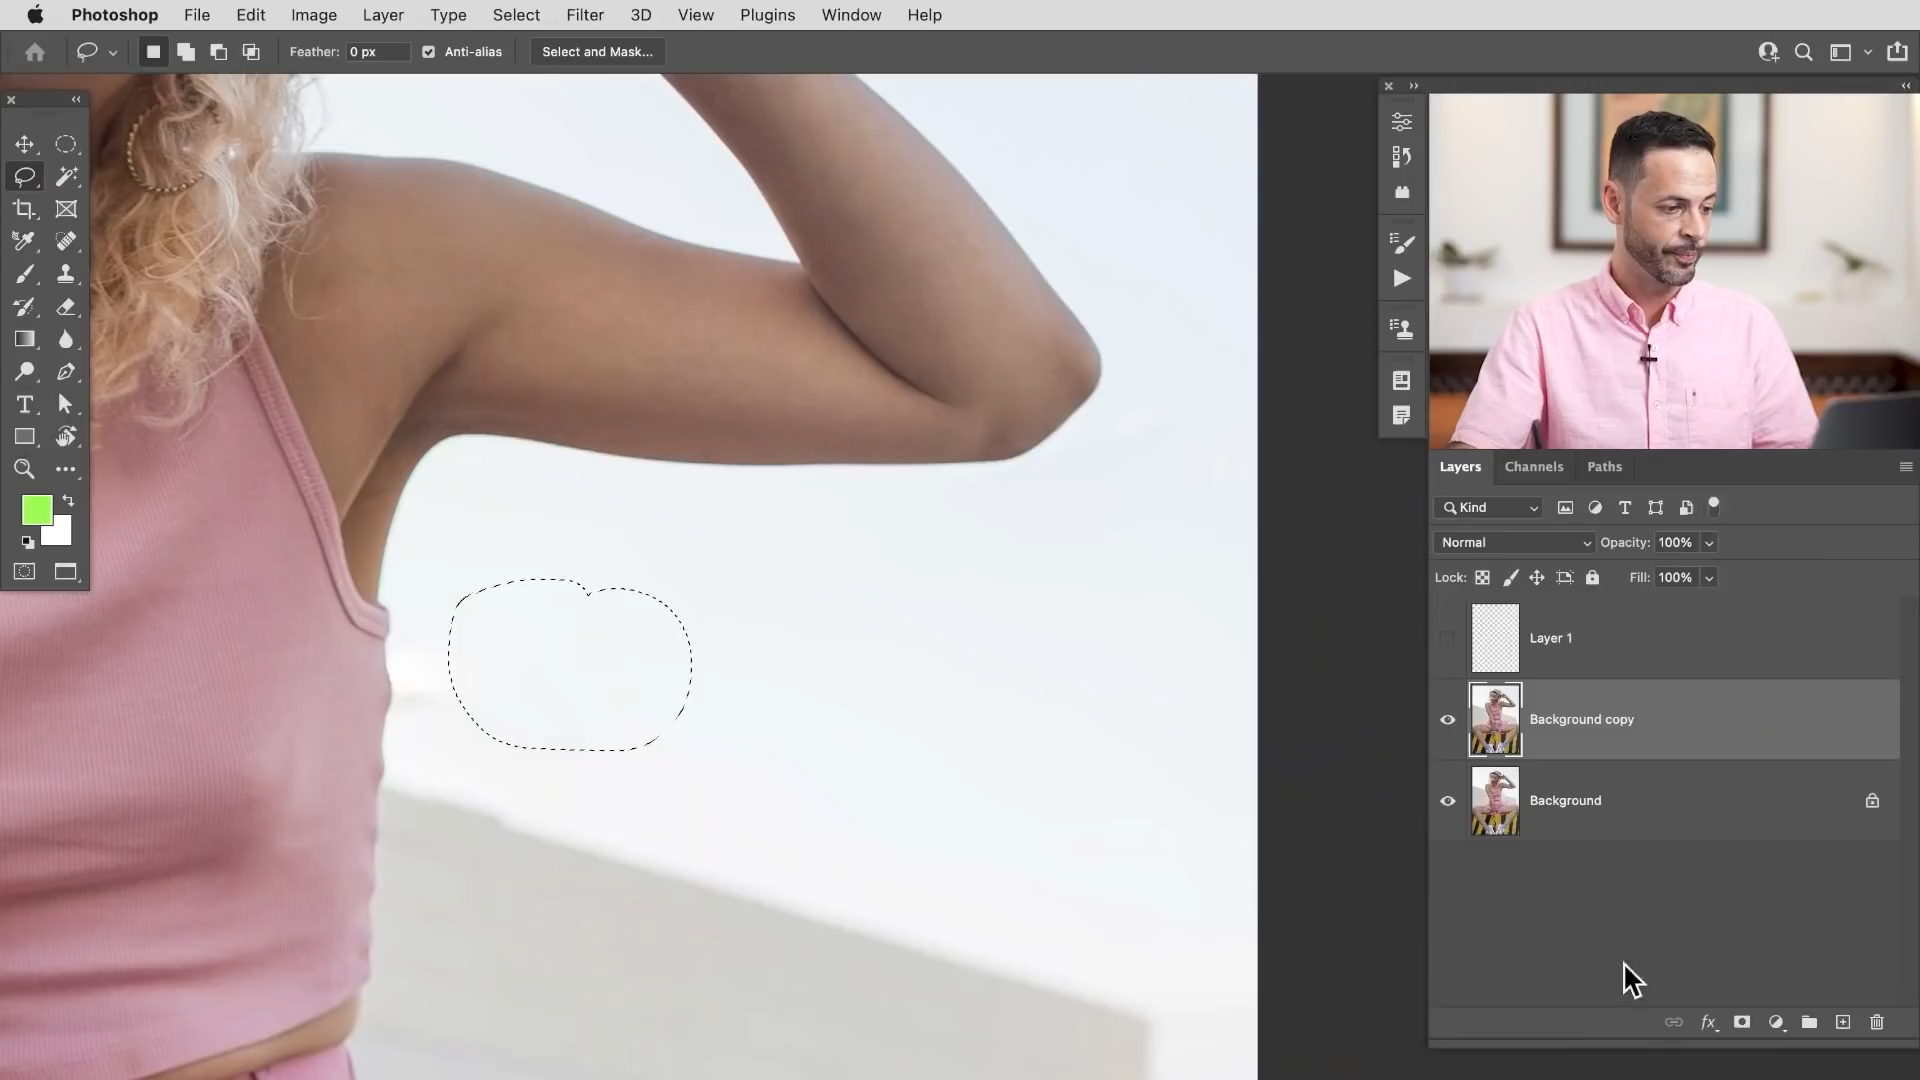 Photoshop File Edit Image Layer Type Select Filter 3D View Plugins Window Help
Feather: 0 px Anti-alias Select and Mask...
Layers Channels Paths
Kind
Normal Opacity: 100%
Lock: Fill: 100%
Layer 1
Background copy
Background
fx